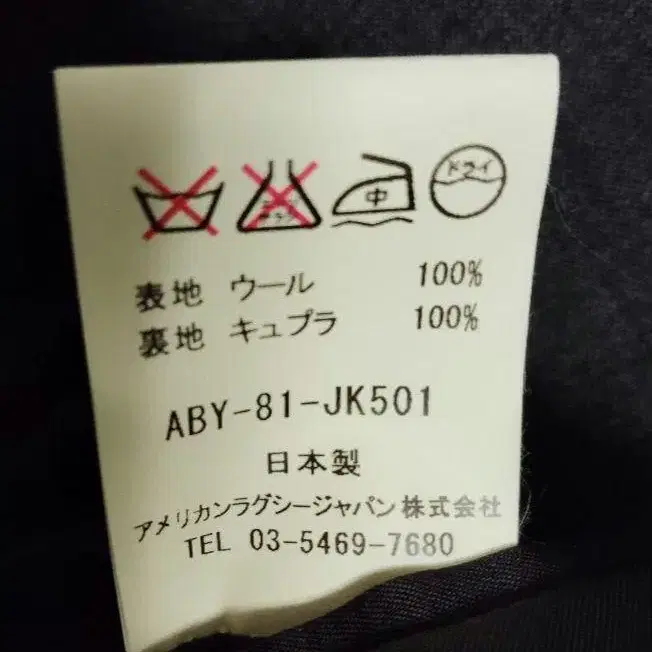 中 ドライ
表地 ウール 100%
裏地 キュプラ 100%
ABY-81-JK501
日本製
アメリカンラグシージャパン株式会社
TEL 03-5469-7680